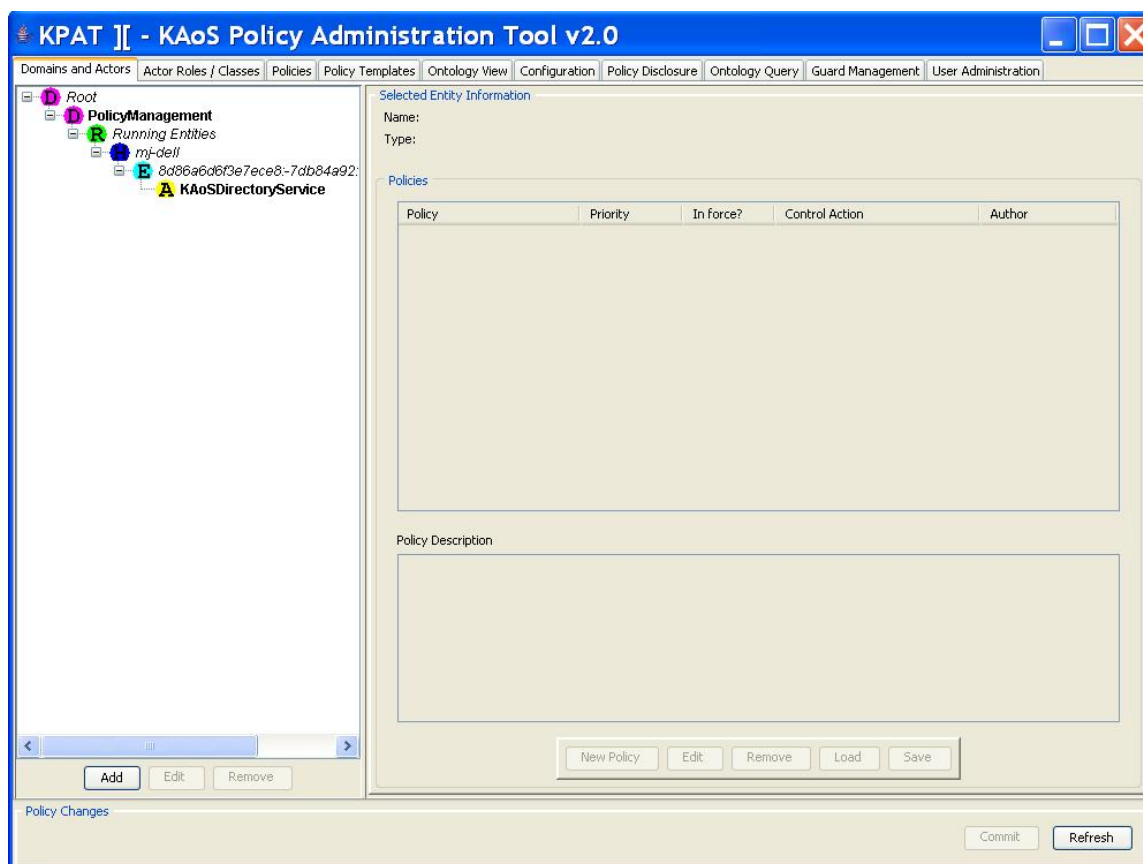 KPAT ][ - KAoS Policy Administration Tool v2.0
Domains and Actors Actor Roles / Classes Policies Policy Templates Ontology View Configuration Policy Disclosure Ontology Query Guard Management User Administration
D Root
D PolicyManagement
R Running Entities
H mj-dell
E 8d86a6d6f3e7ece8:-7db84a92:
A KAoSDirectoryService
Selected Entity Information
Name:
Type:
Policies
Policy Priority In force? Control Action Author
Policy Description
New Policy Edit Remove Load Save
Add Edit Remove
Policy Changes
Commit Refresh